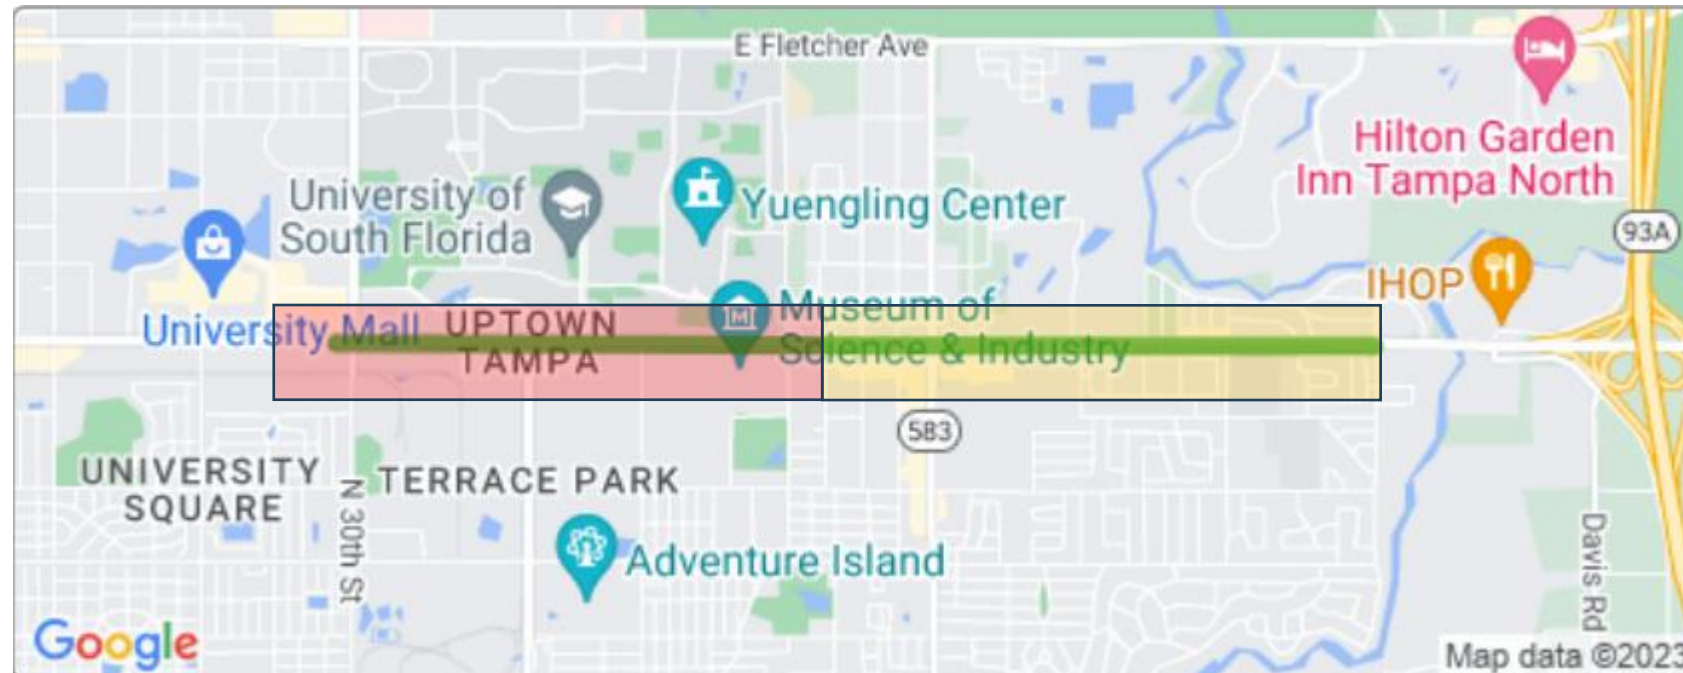 E Fletcher Ave
Hilton Garden
Inn Tampa North
University of
South Florida
Yuengling Center
93A
IHOP
Museum of
Science & Industry
University Mall
UPTOWN
TAMPA
583
UNIVERSITY
SQUARE
N 30th St
TERRACE PARK
Adventure Island
Davis Rd
Google
Map data ©2023